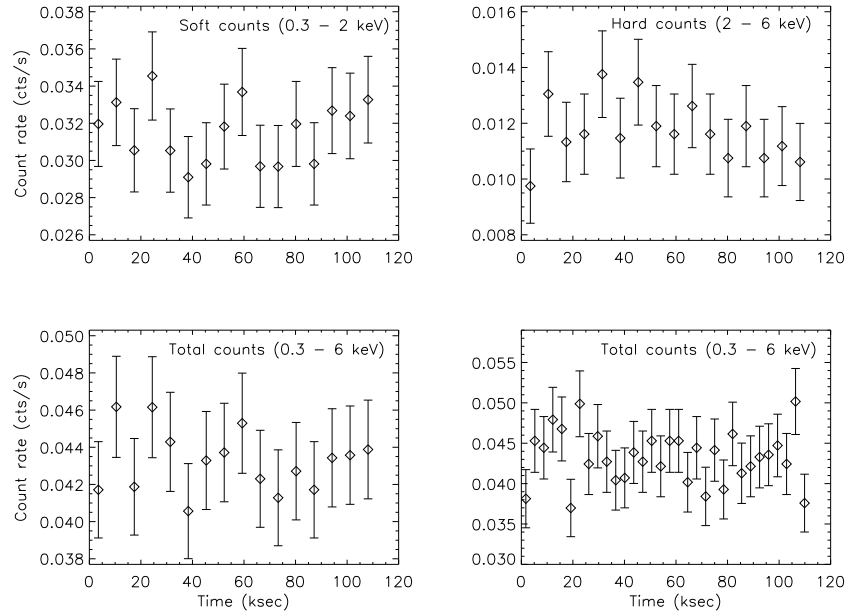 Soft counts (0.3 – 2 keV)
Count rate (cts/s)
0.038
0.036
0.034
0.032
0.030
0.028
0.026
0 20 40 60 80 100 120
Hard counts (2 – 6 keV)
0.016
0.014
0.012
0.010
0.008
0 20 40 60 80 100 120
Total counts (0.3 – 6 keV)
Count rate (cts/s)
0.050
0.048
0.046
0.044
0.042
0.040
0.038
0 20 40 60 80 100 120
Time (ksec)
Total counts (0.3 – 6 keV)
0.055
0.050
0.045
0.040
0.035
0.030
0 20 40 60 80 100 120
Time (ksec)